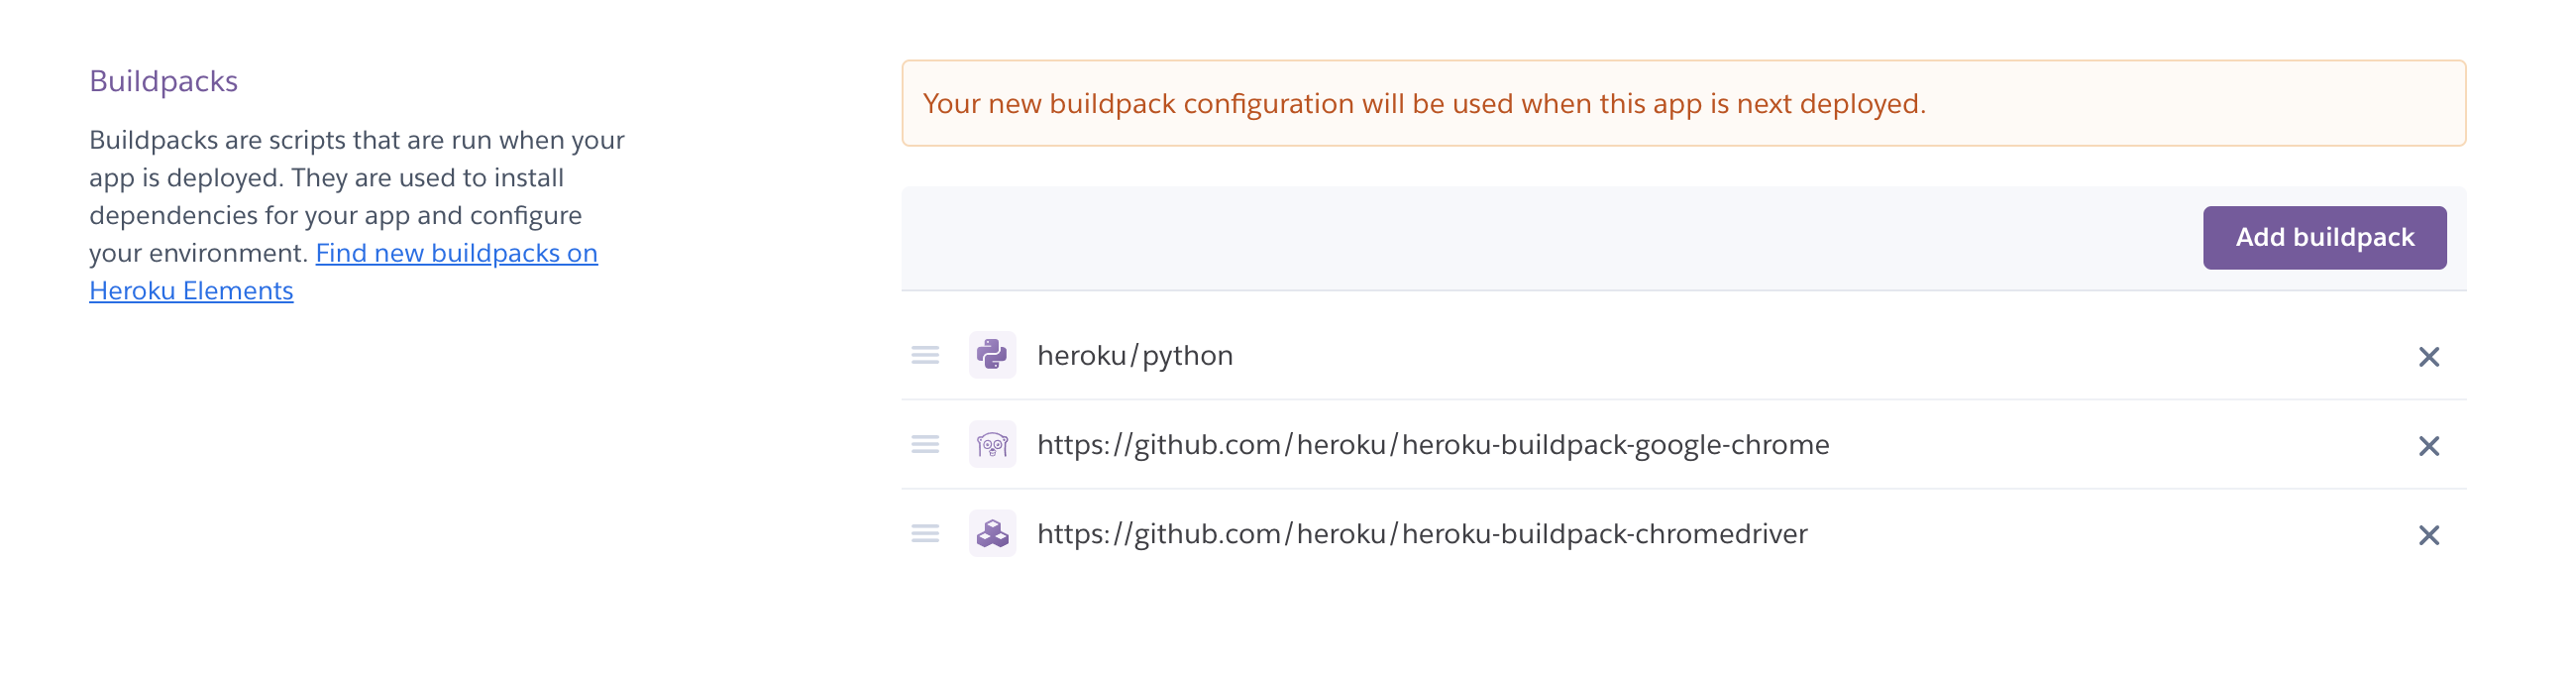 Buildpacks
Buildpacks are scripts that are run when your
app is deployed. They are used to install
dependencies for your app and configure
your environment. Find new buildpacks on
Heroku Elements
Your new buildpack configuration will be used when this app is next deployed.
Add buildpack
heroku/python
https://github.com/heroku/heroku-buildpack-google-chrome
https://github.com/heroku/heroku-buildpack-chromedriver